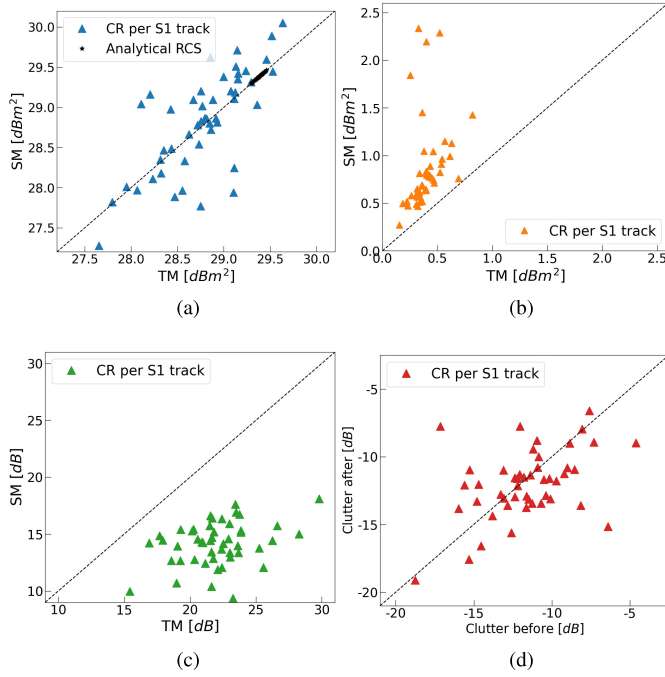 30.0
29.5
29.0
28.5
28.0
27.5
SM [dBm²]
CR per S1 track
Analytical RCS
27.5 28.0 28.5 29.0 29.5 30.0
TM [dBm²]
(a)
2.5
2.0
1.5
1.0
0.5
0.0
SM [dBm²]
CR per S1 track
0.0 0.5 1.0 1.5 2.0 2.5
TM [dBm²]
(b)
30
25
20
15
10
SM [dB]
CR per S1 track
10 15 20 25 30
TM [dB]
(c)
-5
-10
-15
-20
Clutter after [dB]
CR per S1 track
-20 -15 -10 -5
Clutter before [dB]
(d)